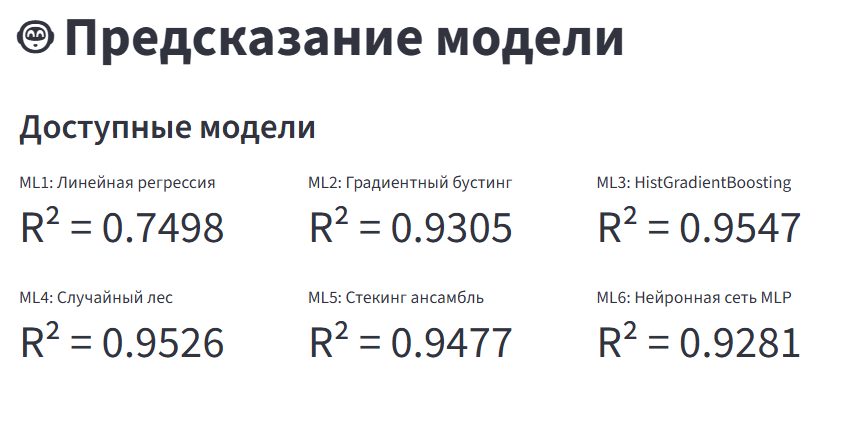 Предсказание модели
Доступные модели
ML1: Линейная регрессия
R² = 0.7498
ML2: Градиентный бустинг
R² = 0.9305
ML3: HistGradientBoosting
R² = 0.9547
ML4: Случайный лес
R² = 0.9526
ML5: Стекинг ансамбль
R² = 0.9477
ML6: Нейронная сеть MLP
R² = 0.9281